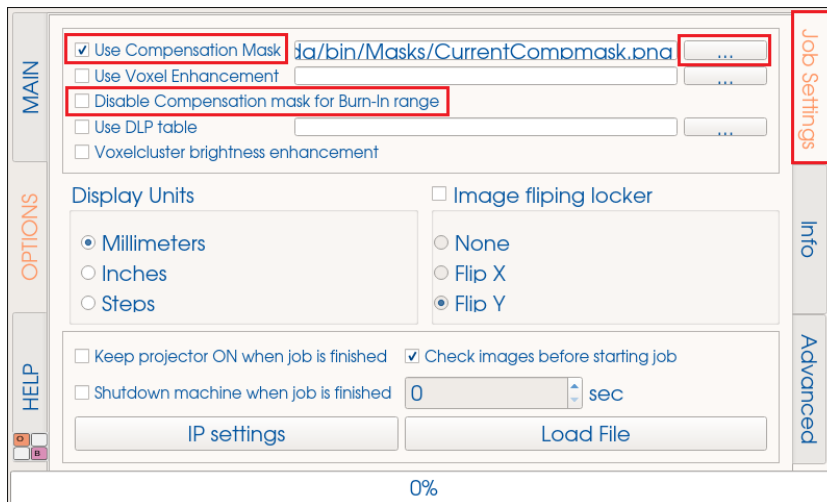 MAIN
OPTIONS
HELP
O
B
Use Compensation Mask
da/bin/Masks/CurrentCompmask.png
...
Use Voxel Enhancement
...
Disable Compensation mask for Burn-In range
Use DLP table
...
Voxelcluster brightness enhancement
Display Units
Millimeters
Inches
Steps
Image fliping locker
None
Flip X
Flip Y
Keep projector ON when job is finished
Check images before starting job
Shutdown machine when job is finished
0
sec
IP settings
Load File
Job Settings
Info
Advanced
0%